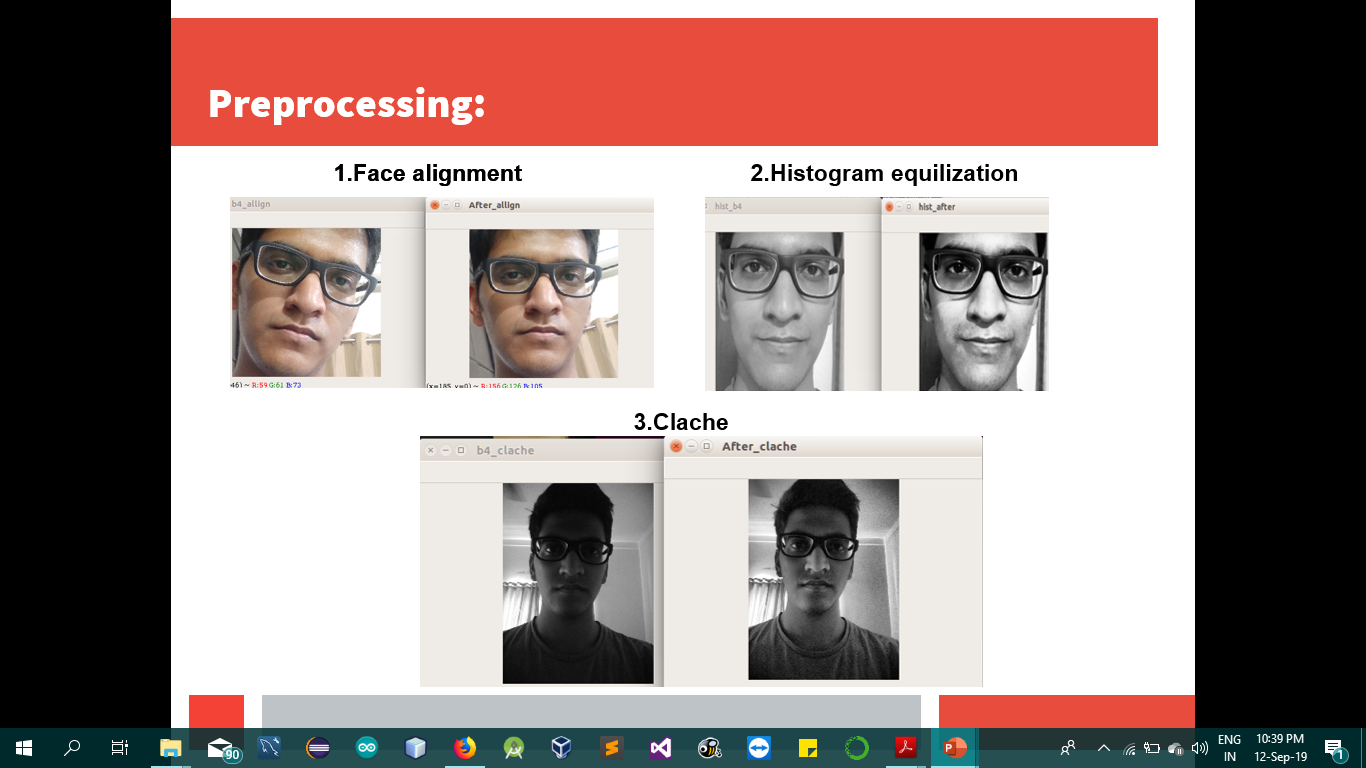 Preprocessing:
1.Face alignment
2.Histogram equilization
b4_allign
After_allign
hist_b4
hist_after
46) ~ R:59 G:61 B:73
(x=185, y=0) ~ R:156 G:126 B:105
3.Clache
b4_clache
After_clache
90
ENG
IN
10:39 PM
12-Sep-19
1